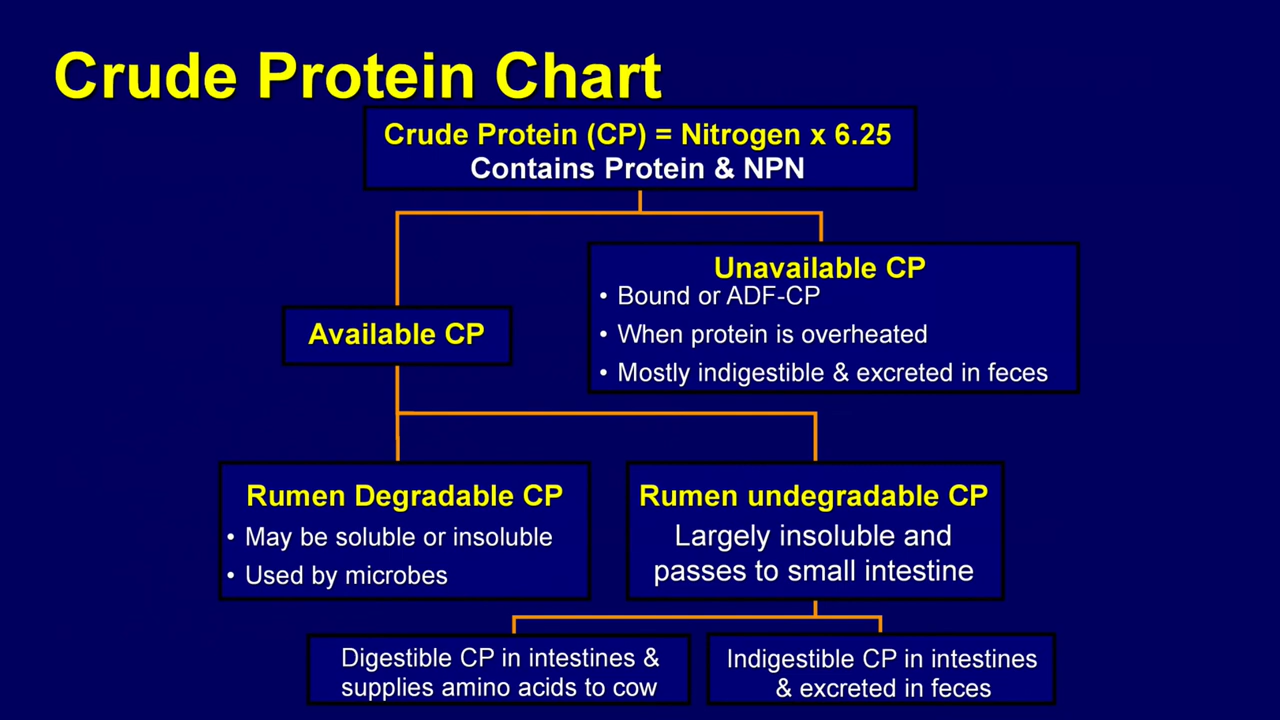 Crude Protein Chart
Crude Protein (CP) = Nitrogen x 6.25
Contains Protein & NPN
Unavailable CP
• Bound or ADF-CP
• When protein is overheated
• Mostly indigestible & excreted in feces
Available CP
Rumen Degradable CP
• May be soluble or insoluble
• Used by microbes
Rumen undegradable CP
Largely insoluble and
passes to small intestine
Digestible CP in intestines &
supplies amino acids to cow
Indigestible CP in intestines
& excreted in feces